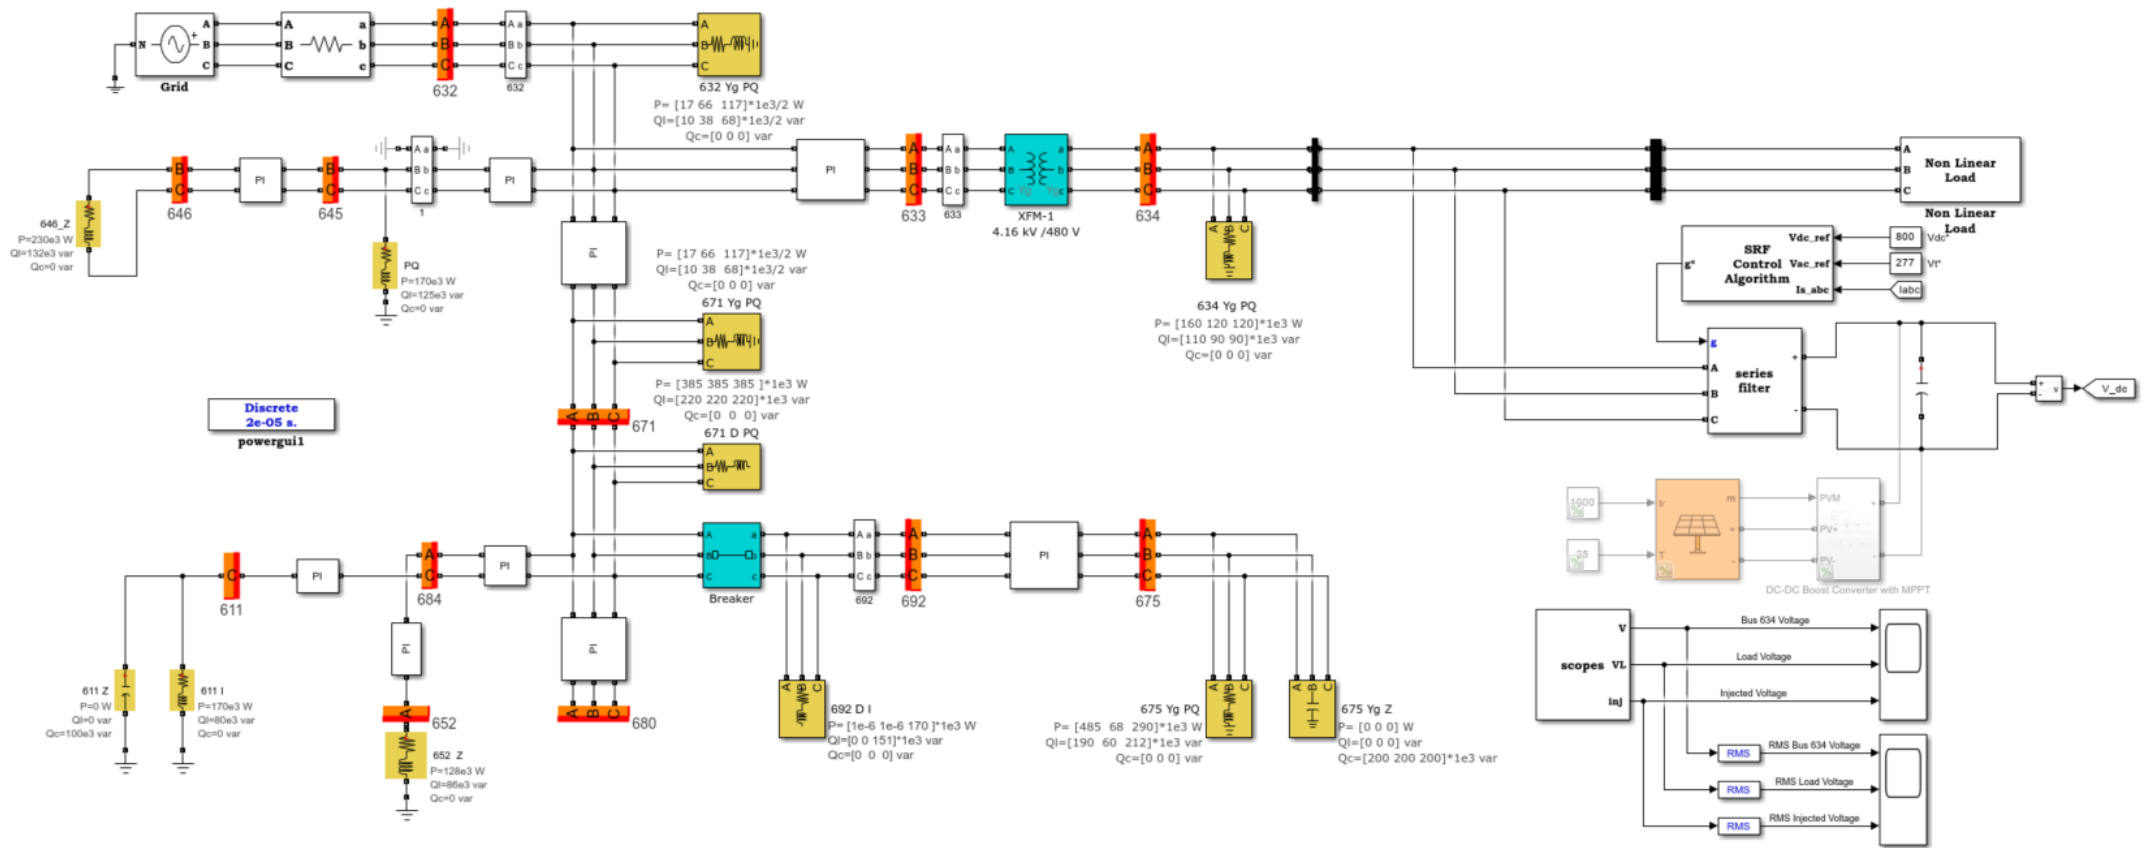 N
A
B
C
Grid
A
B
C
a
b
c
A
B
C
632
A a
B b
C c
632
A
B
C
632 Yg PQ
P= [17 66 117]*1e3/2 W
Ql=[10 38 68]*1e3/2 var
Qc=[0 0 0] var
646_Z
P=230e3 W
Ql=132e3 var
Qc=0 var
B
C
646
PI
B
C
645
A a
B b
C c
1
PI
PQ
P=170e3 W
Ql=125e3 var
Qc=0 var
PI
A
B
C
633
A a
B b
C c
633
A
B
C
a
b
c
Yg
XFM-1
4.16 kV /480 V
A
B
C
634
A
B
C
634 Yg PQ
P= [160 120 120]*1e3 W
Ql=[110 90 90]*1e3 var
Qc=[0 0 0] var
A
B
C
Non Linear
Load
Non Linear
Load
SRF
Control
Algorithm
g*
Vdc_ref
Vac_ref
Is_abc
800
Vdc*
277
Vt*
Iabc
g
A
B
C
series
filter
+
-
+
-
v
V_dc
PI
P= [17 66 117]*1e3/2 W
Ql=[10 38 68]*1e3/2 var
Qc=[0 0 0] var
671 Yg PQ
A
B
C
P= [385 385 385 ]*1e3 W
Ql=[220 220 220]*1e3 var
Qc=[0 0 0] var
671 D PQ
A
B
C
671
A
B
C
Discrete
2e-05 s.
powergui1
1000
25
Ir
T
m
+
-
PVM
PV+
PV-
+
-
DC-DC Boost Converter with MPPT
C
611
PI
A
C
684
PI
PI
A
652
652 Z
P=128e3 W
Ql=86e3 var
Qc=0 var
611 Z
P=0 W
Ql=0 var
Qc=100e3 var
611 I
P=170e3 W
Ql=80e3 var
Qc=0 var
PI
A
B
C
680
A
B
C
a
b
c
Breaker
A a
B b
C c
692
A
B
C
692
PI
A
B
C
675
A
B
C
692 D I
P= [1e-6 1e-6 170 ]*1e3 W
Ql=[0 0 151]*1e3 var
Qc=[0 0 0] var
A
B
C
675 Yg PQ
P= [485 68 290]*1e3 W
Ql=[190 60 212]*1e3 var
Qc=[0 0 0] var
A
B
C
675 Yg Z
P= [0 0 0] W
Ql=[0 0 0] var
Qc=[200 200 200]*1e3 var
scopes
V
VL
inj
Bus 634 Voltage
Load Voltage
Injected Voltage
RMS
RMS Bus 634 Voltage
RMS
RMS Load Voltage
RMS
RMS Injected Voltage